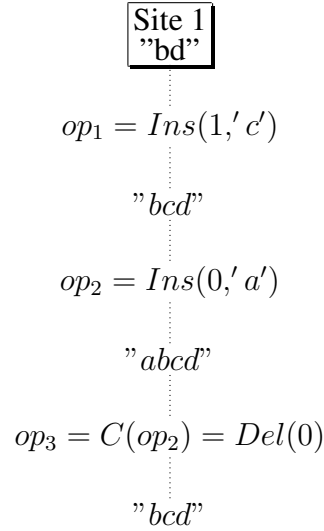 Site 1
"bd"
op₁ = Ins(1,′ c′)
"bcd"
op₂ = Ins(0,′ a′)
"abcd"
op₃ = C(op₂) = Del(0)
"bcd"